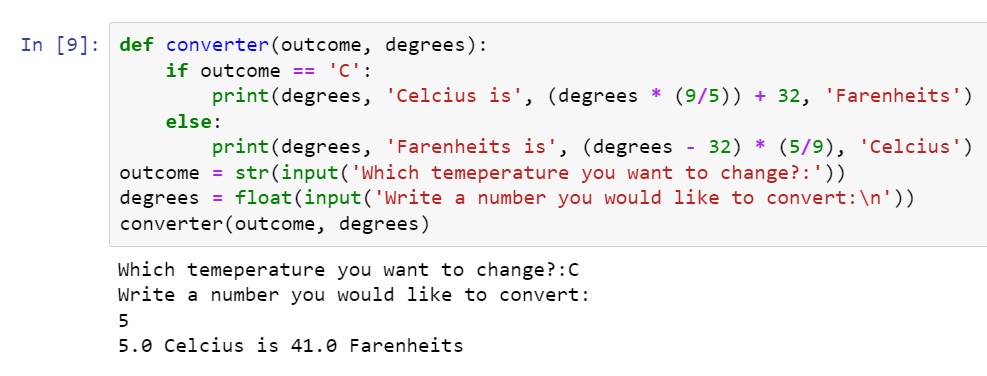 In [9]: def converter(outcome, degrees):
    if outcome == 'C':
        print(degrees, 'Celcius is', (degrees * (9/5)) + 32, 'Farenheits')
    else:
        print(degrees, 'Farenheits is', (degrees - 32) * (5/9), 'Celcius')
outcome = str(input('Which temeperature you want to change?:'))
degrees = float(input('Write a number you would like to convert:\n'))
converter(outcome, degrees)
Which temeperature you want to change?:C
Write a number you would like to convert:
5
5.0 Celcius is 41.0 Farenheits